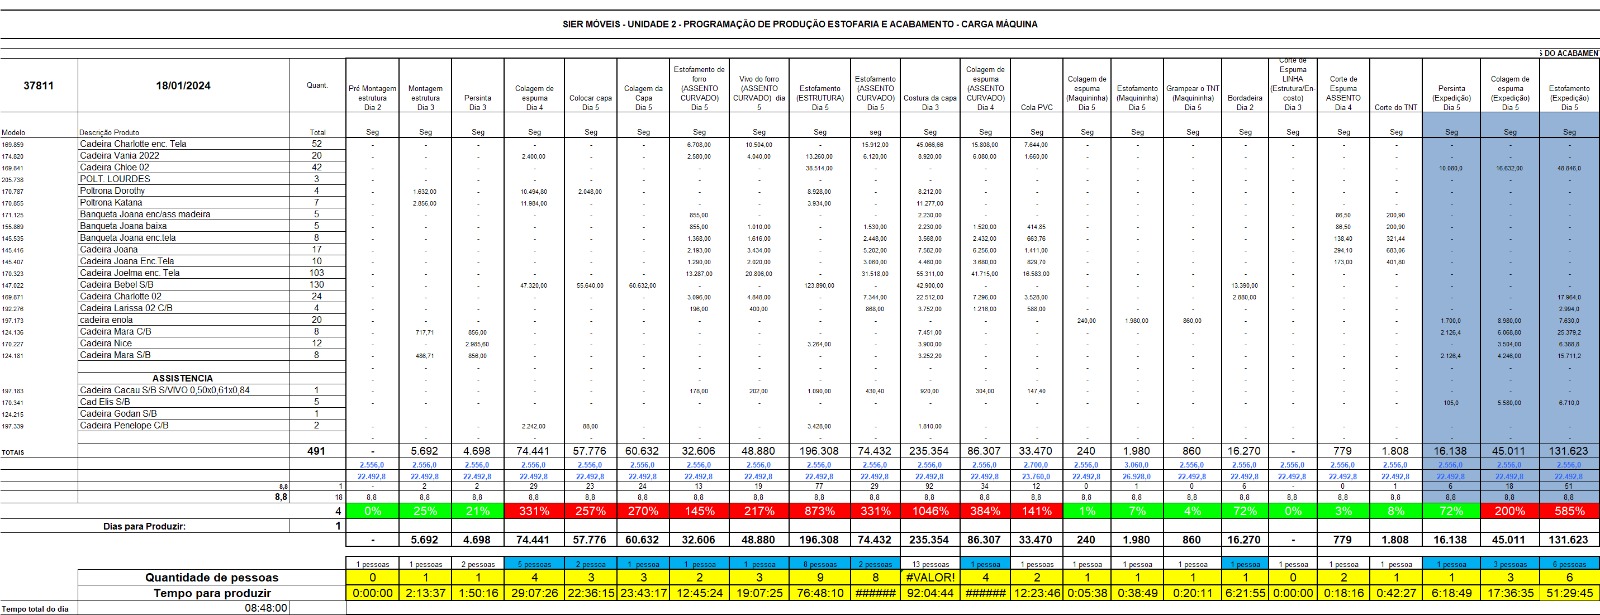 SIER MÓVEIS - UNIDADE 2 - PROGRAMAÇÃO DE PRODUÇÃO ESTOFARIA E ACABAMENTO - CARGA MÁQUINA
S DO ACABAMEN
37811 18/01/2024 Quant. Pré Montagem estrutura Dia 2 Montagem estrutura Dia 3 Persinta Dia 3 Colagem de espuma Dia 4 Colocar capa Dia 5 Colagem da Capa Dia 5 Estofamento de forro (ASSENTO CURVADO) Dia 5 Vivo do forro (ASSENTO CURVADO) dia 5 Estofamento (ESTRUTURA) Dia 5 Estofamento (ASSENTO CURVADO) Dia 5 Costura da capa Dia 3 Colagem de espuma (ASSENTO CURVADO) Dia 4 Cola PVC Colagem de espuma (Maquininha) Dia 5 Estofamento (Maquininha) Dia 5 Grampear o TNT (Maquininha) Dia 5 Bordadeira Dia 2 Corte de Espuma LINHA (Estrutura/En-costo) Dia 3 Corte de Espuma ASSENTO Dia 4 Corte do TNT Persinta (Expedição) Dia 5 Colagem de espuma (Expedição) Dia 5 Estofamento (Expedição) Dia 5
Modelo Descrição Produto Total Seg Seg Seg Seg Seg Seg Seg Seg Seg seg Seg Seg Seg Seg Seg Seg Seg Seg Seg Seg Seg Seg Seg
169.859 Cadeira Charlotte enc. Tela 52 - - - - - - 6.708,00 10.504,00 - 15.912,00 45.066,66 15.808,00 7.644,00 - - - - - - - - - -
174.820 Cadeira Vania 2022 20 - - - 2.400,00 - - 2.580,00 4.040,00 13.260,00 6.120,00 8.920,00 6.080,00 1.660,00 - - - - - - - - - -
169.841 Cadeira Chloe 02 42 - - - - - - - - 38.514,00 - - - - - - - - - - - 10.080,0 16.632,00 48.846,0
205.738 POLT. LOURDES 3 - - - - - - - - - - - - - - - - - - - - - - -
170.787 Poltrona Dorothy 4 - 1.632,00 - 10.494,80 2.048,00 - - - 8.928,00 - 8.212,00 - - - - - - - - - - - -
170.855 Poltrona Katana 7 - 2.856,00 - 11.984,00 - - - - 3.934,00 - 11.277,00 - - - - - - - - - - - -
171.125 Banqueta Joana enc/ass madeira 5 - - - - - - 855,00 - - - 2.230,00 - - - - - - - 86,50 200,90 - - -
155.889 Banqueta Joana baixa 5 - - - - - - 855,00 1.010,00 - 1.530,00 2.230,00 1.520,00 414,85 - - - - - 86,50 200,90 - - -
145.535 Banqueta Joana enc.tela 8 - - - - - - 1.368,00 1.616,00 - 2.448,00 3.568,00 2.432,00 663,76 - - - - - 138,40 321,44 - - -
145.416 Cadeira Joana 17 - - - - - - 2.193,00 3.434,00 - 5.202,00 7.582,00 6.256,00 1.411,00 - - - - - 294,10 683,06 - - -
145.407 Cadeira Joana Enc.Tela 10 - - - - - - 1.290,00 2.020,00 - 3.060,00 4.460,00 3.680,00 829,70 - - - - - 173,00 401,80 - - -
170.323 Cadeira Joelma enc. Tela 103 - - - - - - 13.287,00 20.806,00 - 31.518,00 55.311,00 41.715,00 16.583,00 - - - - - - - - - -
147.022 Cadeira Bebel S/B 130 - - - 47.320,00 55.640,00 60.632,00 - - 123.890,00 - 42.900,00 - - - - - 13.390,00 - - - - - -
169.871 Cadeira Charlotte 02 24 - - - - - - 3.096,00 4.848,00 - 7.344,00 22.512,00 7.296,00 3.528,00 - - - 2.880,00 - - - - - 17.964,0
192.276 Cadeira Larissa 02 C/B 4 - - - - - - 196,00 400,00 - 868,00 3.752,00 1.216,00 588,00 - - - - - - - - - 2.994,0
197.173 cadeira enola 20 - - - - - - - - - - - - - 240,00 1.980,00 860,00 - - - - 1.700,0 8.980,00 7.630,0
124.136 Cadeira Mara C/B 8 - 717,71 856,00 - - - - - - - 7.451,00 - - - - - - - - - 2.126,4 6.068,80 25.379,2
170.227 Cadeira Nice. 12 - - 2.985,60 - - - - - 3.264,00 - 3.900,00 - - - - - - - - - - 3.504,00 6.388,8
124.181 Cadeira Mara S/B 8 - 486,71 856,00 - - - - - - - 3.252,20 - - - - - - - - - 2.126,4 4.246,00 15.711,2
ASSISTENCIA
197.183 Cadeira Cacau S/B S/VIVO 0,50x0,61x0,84 1 - - - - - - 178,00 202,00 1.090,00 430,40 920,00 304,00 147,40 - - - - - - - - - -
170.341 Cad Elis S/B 5 - - - - - - - - - - - - - - - - - - - - 105,0 5.580,00 6.710,0
124.215 Cadeira Godan S/B 1 - - - - - - - - - - - - - - - - - - - - - - -
197.339 Cadeira Penelope C/B 2 - - - 2.242,00 88,00 - - - 3.428,00 - 1.810,00 - - - - - - - - - - - -
TOTAIS 491 - 5.692 4.698 74.441 57.776 60.632 32.606 48.880 196.308 74.432 235.354 86.307 33.470 240 1.980 860 16.270 - 779 1.808 16.138 45.011 131.623
2.556,0 2.556,0 2.556,0 2.556,0 2.556,0 2.556,0 2.556,0 2.556,0 2.556,0 2.556,0 2.556,0 2.556,0 2.700,0 2.556,0 3.060,0 2.556,0 2.556,0 2.556,0 2.556,0 2.556,0 2.556,0 2.556,0 2.556,0
22.492,8 22.492,8 22.492,8 22.492,8 22.492,8 22.492,8 22.492,8 22.492,8 22.492,8 22.492,8 22.492,8 22.492,8 23.760,0 22.492,8 26.928,0 22.492,8 22.492,8 22.492,8 22.492,8 22.492,8 22.492,8 22.492,8 22.492,8
8,8 1 - 2 2 29 23 24 13 19 77 29 92 34 12 0 1 0 6 - 0 1 6 18 51
8,8 18 8,8 8,8 8,8 8,8 8,8 8,8 8,8 8,8 8,8 8,8 8,8 8,8 8,8 8,8 8,8 8,8 8,8 8,8 8,8 8,8 8,8 8,8 8,8
4 0% 25% 21% 331% 257% 270% 145% 217% 873% 331% 1046% 384% 141% 1% 7% 4% 72% 0% 3% 8% 72% 200% 585%
Dias para Produzir: 1
- 5.692 4.698 74.441 57.776 60.632 32.606 48.880 196.308 74.432 235.354 86.307 33.470 240 1.980 860 16.270 - 779 1.808 16.138 45.011 131.623
1 pessoas 1 pessoas 2 pessoas 5 pessoas 2 pessoas 1 pessoas 1 pessoas 1 pessoas 8 pessoas 2 pessoas 13 pessoas 1 pessoa 1 pessoas 1 pessoas 1 pessoas 1 pessoas 1 pessoa 1 pessoas 1 pessoas 1 pessoas 1 pessoa 3 pessoas 6 pessoas
Quantidade de pessoas 0 1 1 4 3 3 2 3 9 8 #VALOR! 4 2 1 1 1 1 0 2 1 1 3 6
Tempo para produzir 0:00:00 2:13:37 1:50:16 29:07:26 22:36:15 23:43:17 12:45:24 19:07:25 76:48:10 ###### 92:04:44 ###### 12:23:46 0:05:38 0:38:49 0:20:11 6:21:55 0:00:00 0:18:16 0:42:27 6:18:49 17:36:35 51:29:45
Tempo total do dia 08:48:00